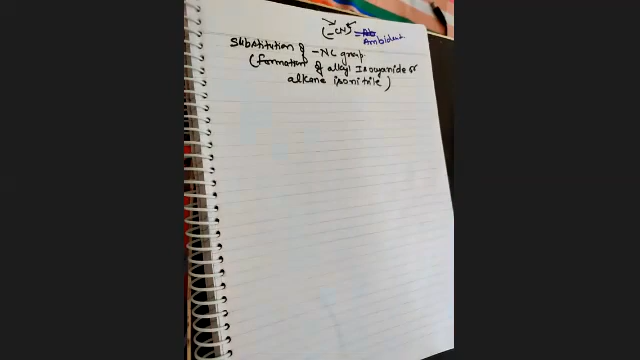 (-CN) = Ambident
Substitution of -NC group
(formation of alkyl Isocyanide or
alkane isonitrile)